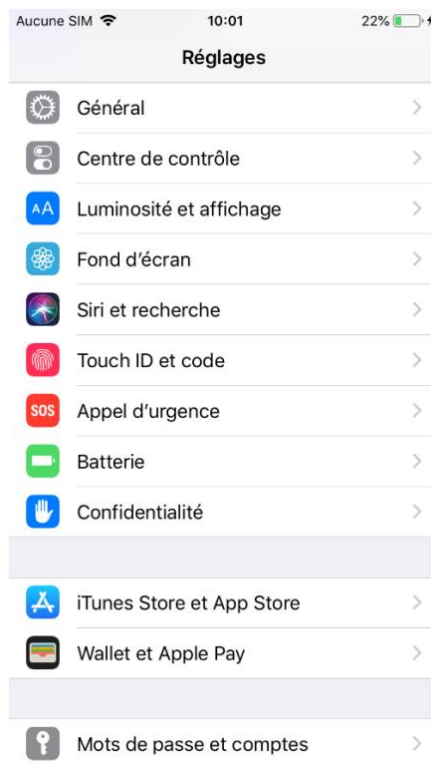 Aucune SIM 10:01 22%
Réglages
Général
Centre de contrôle
AA Luminosité et affichage
Fond d’écran
Siri et recherche
Touch ID et code
SOS Appel d’urgence
Batterie
Confidentialité
iTunes Store et App Store
Wallet et Apple Pay
Mots de passe et comptes